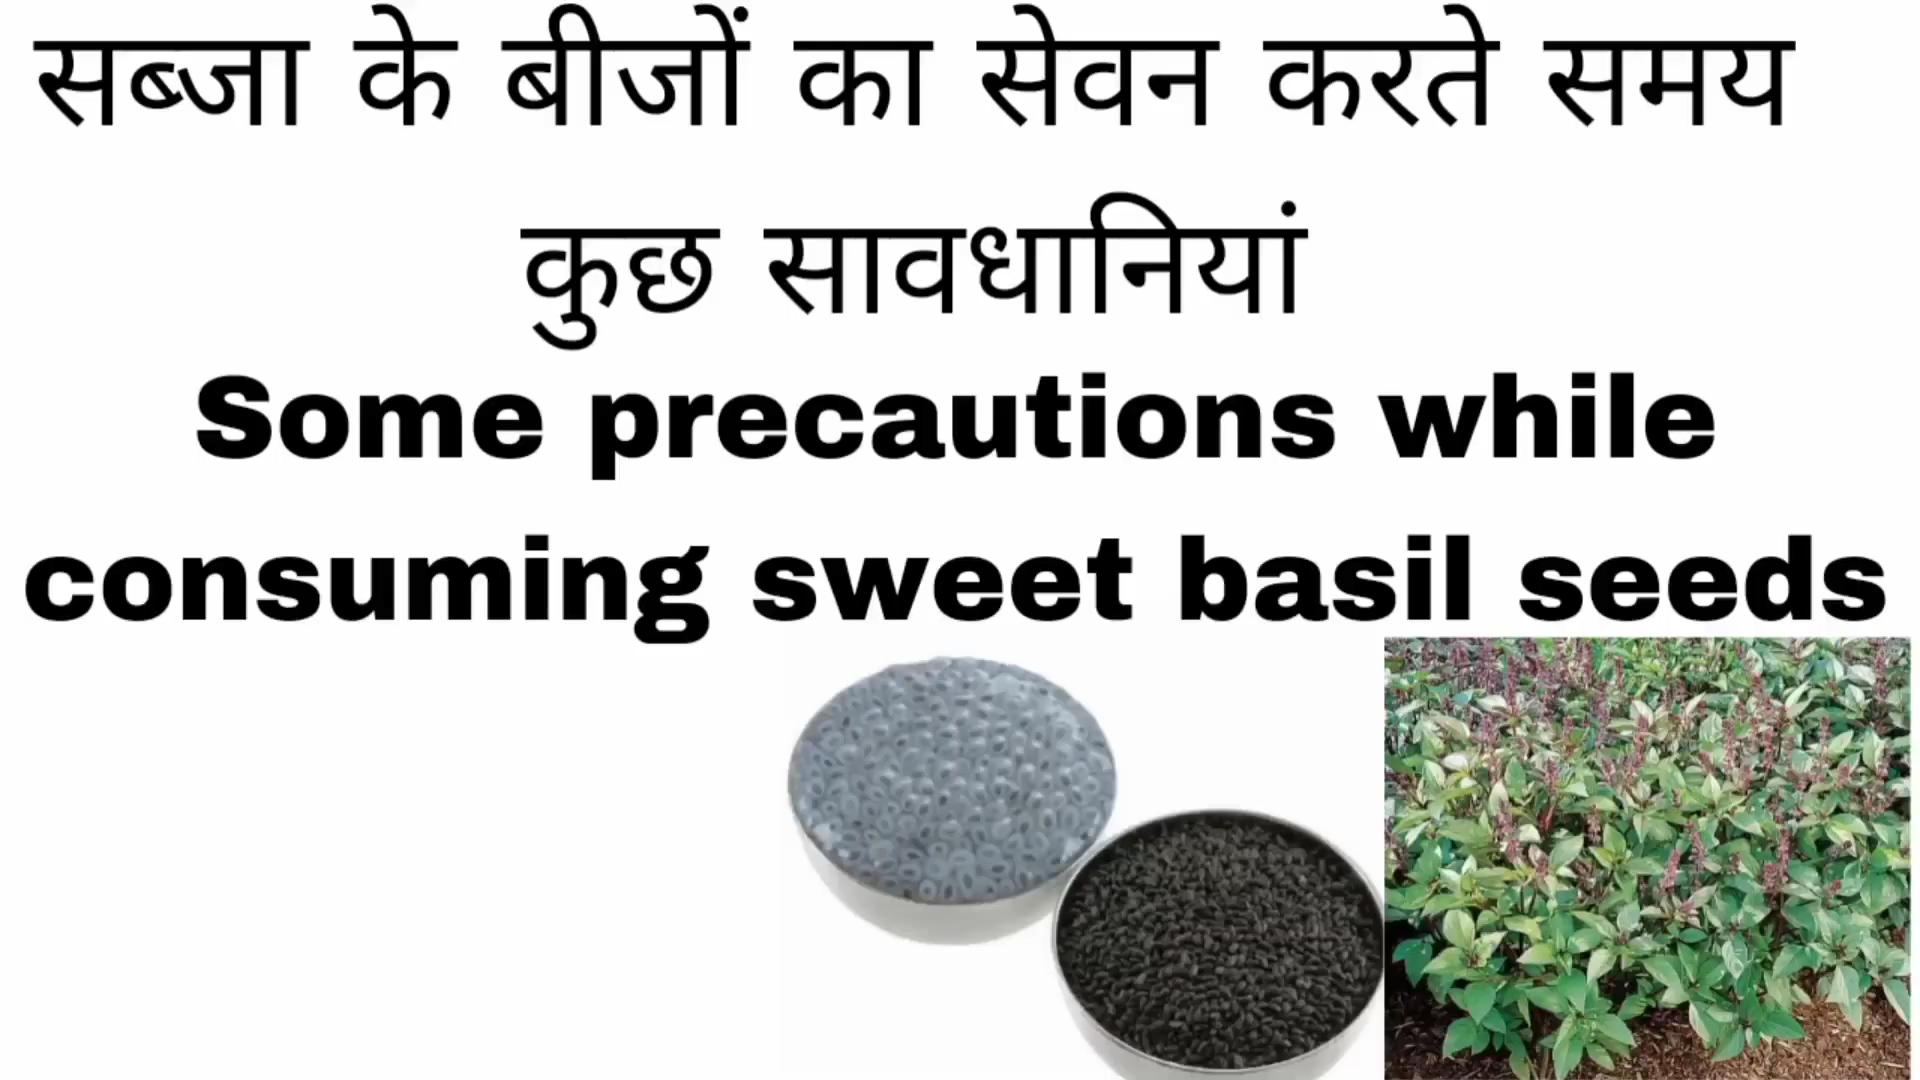 सब्जा के बीजों का सेवन करते समय
कुछ सावधानियां
Some precautions while
consuming sweet basil seeds